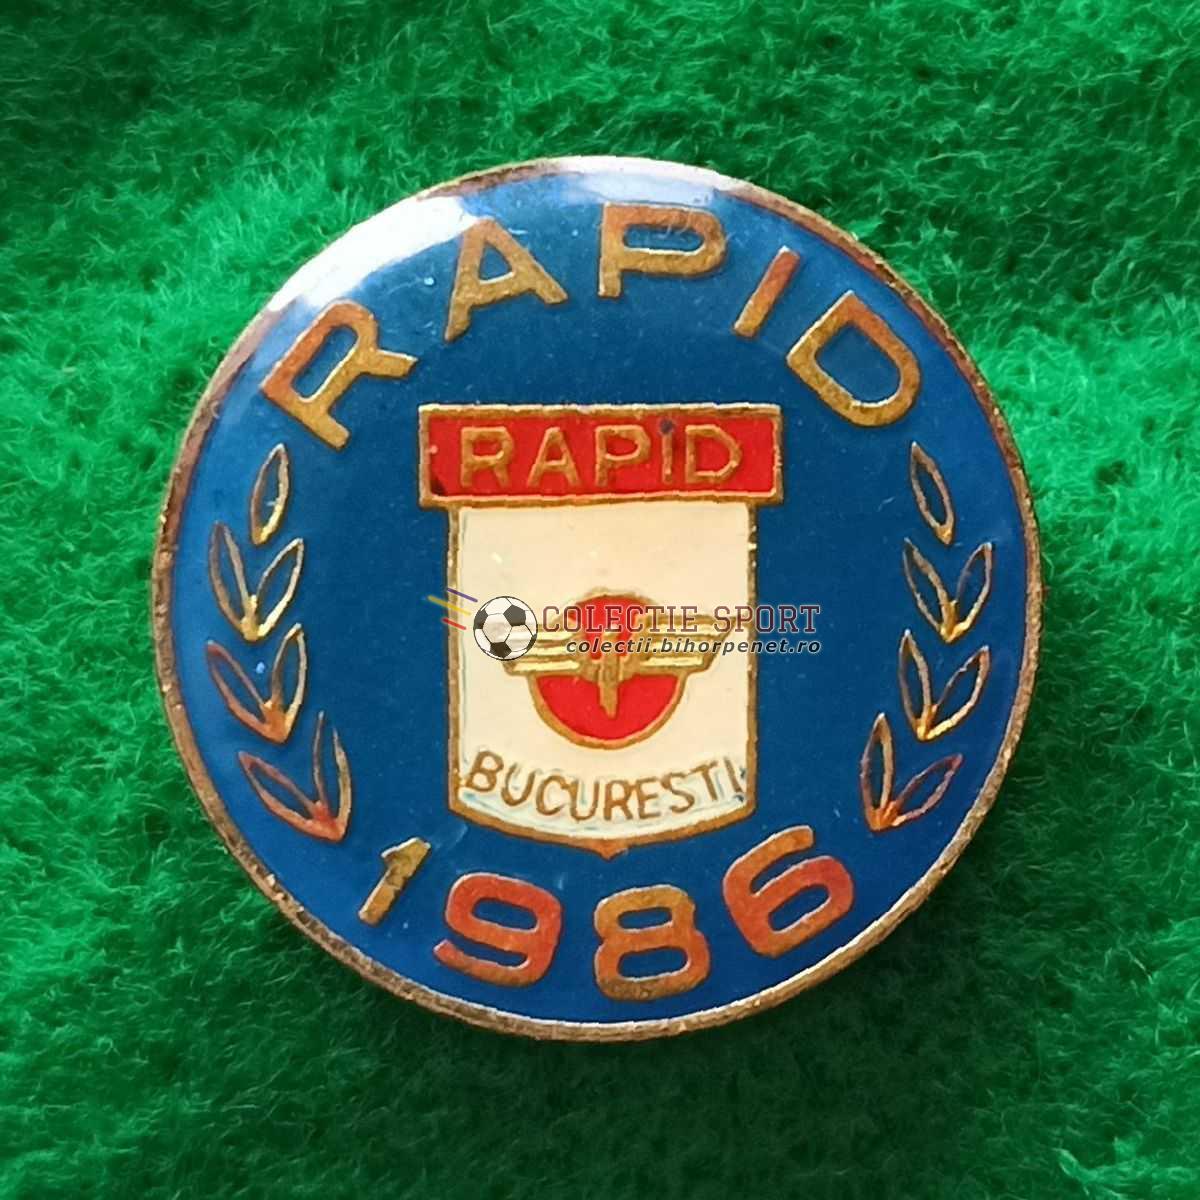 RAPID
RAPiD
COLECTIE SPORT
colectii.bihorpenet.ro
BUCURESTI
1986